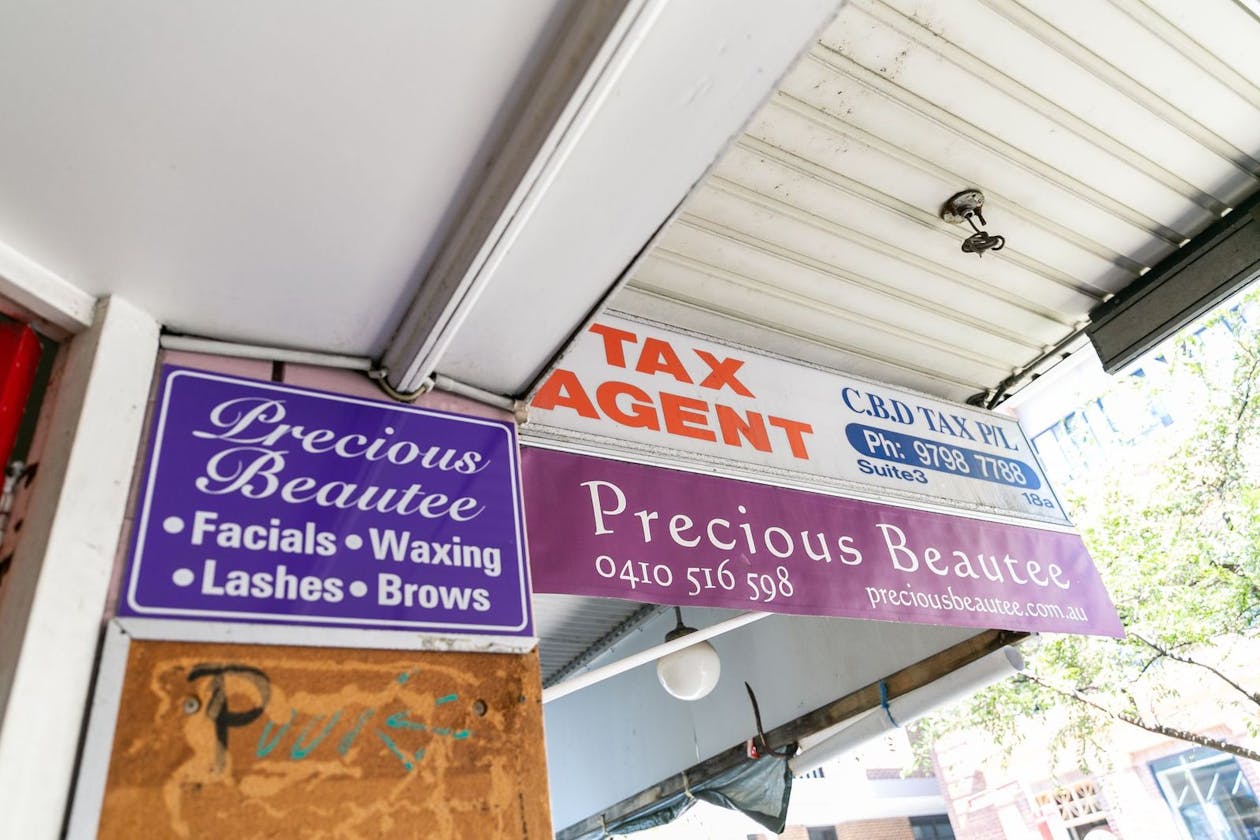 Precious
Beautee
• Facials • Waxing
• Lashes • Brows
TAX
AGENT
C.B.D TAX P/L
Ph: 9798 7788
Suite3
18a
Precious Beautee
0410 516 598
preciousbeautee.com.au
P